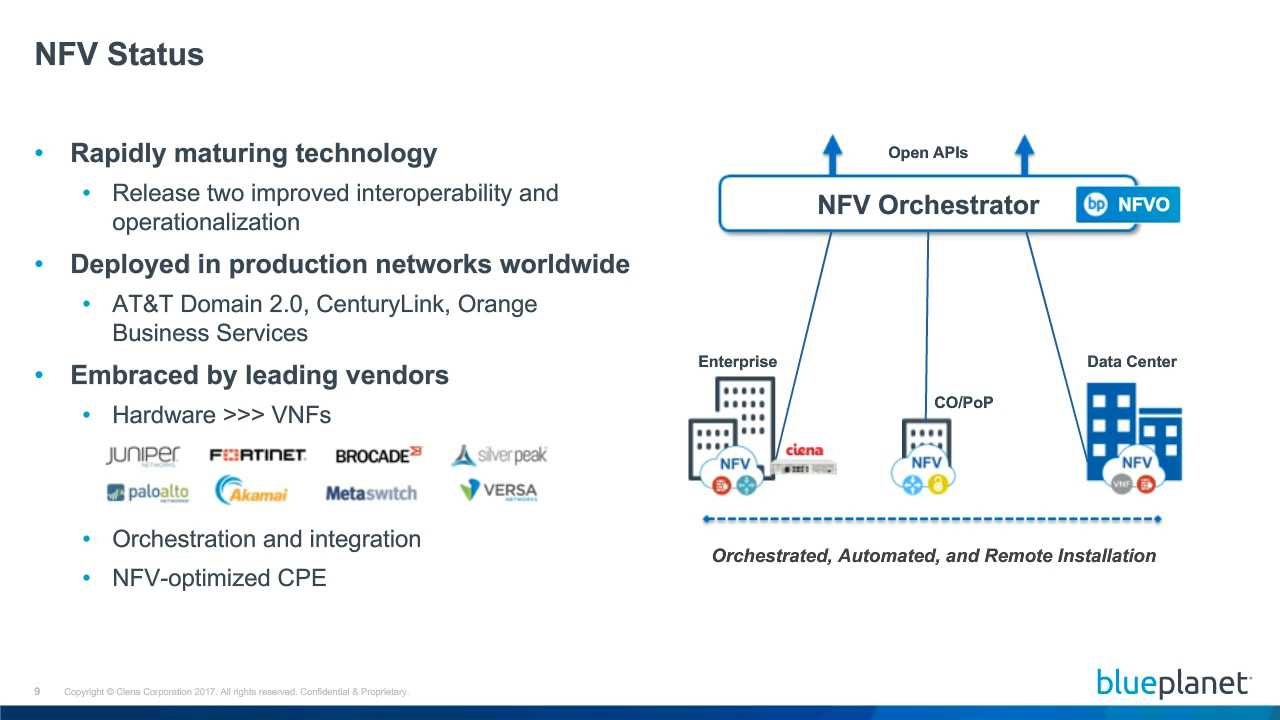 NFV Status
• Rapidly maturing technology
• Release two improved interoperability and
operationalization
• Deployed in production networks worldwide
• AT&T Domain 2.0, CenturyLink, Orange
Business Services
• Embraced by leading vendors
• Hardware >>> VNFs
JUNIPER
NETWORKS
FORTINET
BROCADE
silver peak
paloalto
NETWORKS
Akamai
Metaswitch
VERSA
NETWORKS
• Orchestration and integration
• NFV-optimized CPE
Open APIs
NFV Orchestrator
bp NFVO
Enterprise
CO/PoP
Data Center
NFV
ciena
NFV
NFV
VNF
Orchestrated, Automated, and Remote Installation
9 Copyright © Ciena Corporation 2017. All rights reserved. Confidential & Proprietary.
blueplanet